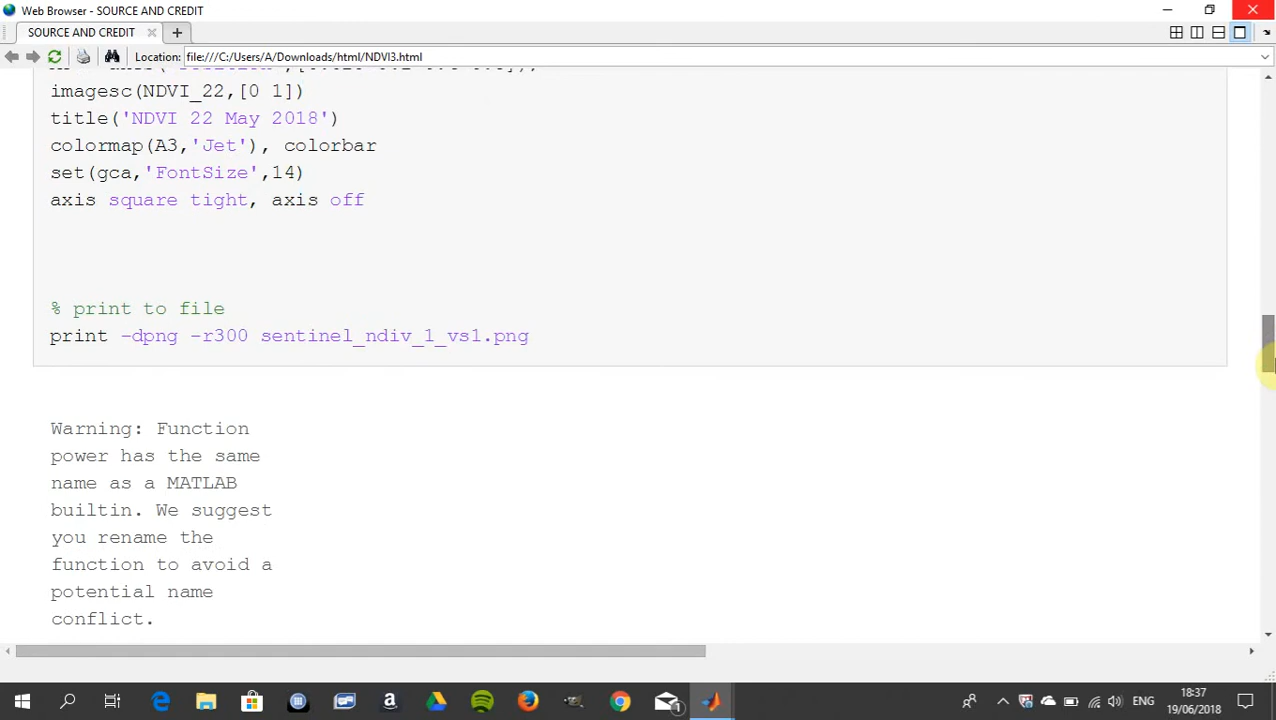 Web Browser - SOURCE AND CREDIT
SOURCE AND CREDIT
Location: file:///C:/Users/A/Downloads/html/NDVI3.html
imagesc(NDVI_22,[0 1])
title('NDVI 22 May 2018')
colormap(A3,'Jet'), colorbar
set(gca,'FontSize',14)
axis square tight, axis off
% print to file
print -dpng -r300 sentinel_ndiv_1_vs1.png
Warning: Function
power has the same
name as a MATLAB
builtin. We suggest
you rename the
function to avoid a
potential name
conflict.
ENG
18:37
19/06/2018